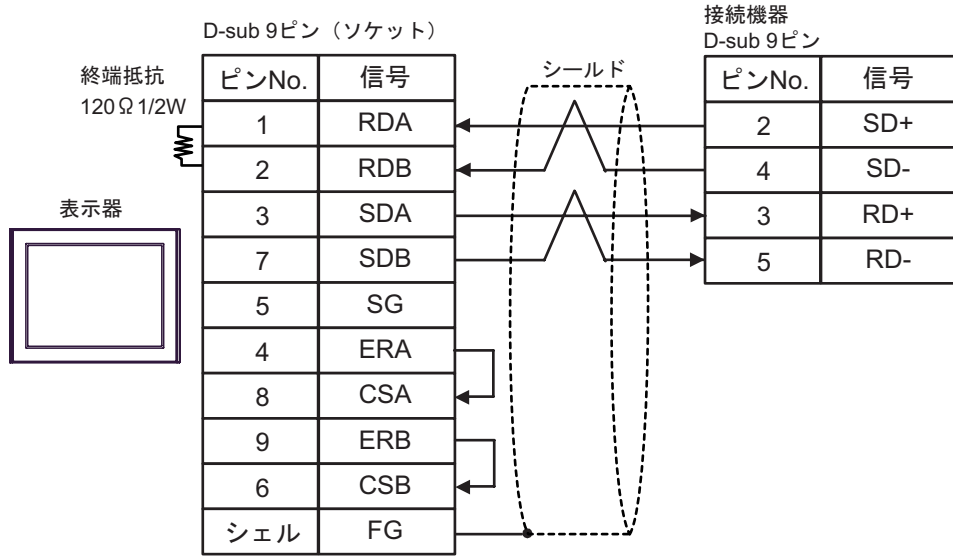 接続機器
D-sub 9ピン（ソケット）
D-sub 9ピン
終端抵抗
120Ω1/2W
シールド
ピンNo. 信号
1 RDA
2 RDB
3 SDA
7 SDB
5 SG
4 ERA
8 CSA
9 ERB
6 CSB
シェル FG
表示器
ピンNo. 信号
2 SD+
4 SD-
3 RD+
5 RD-